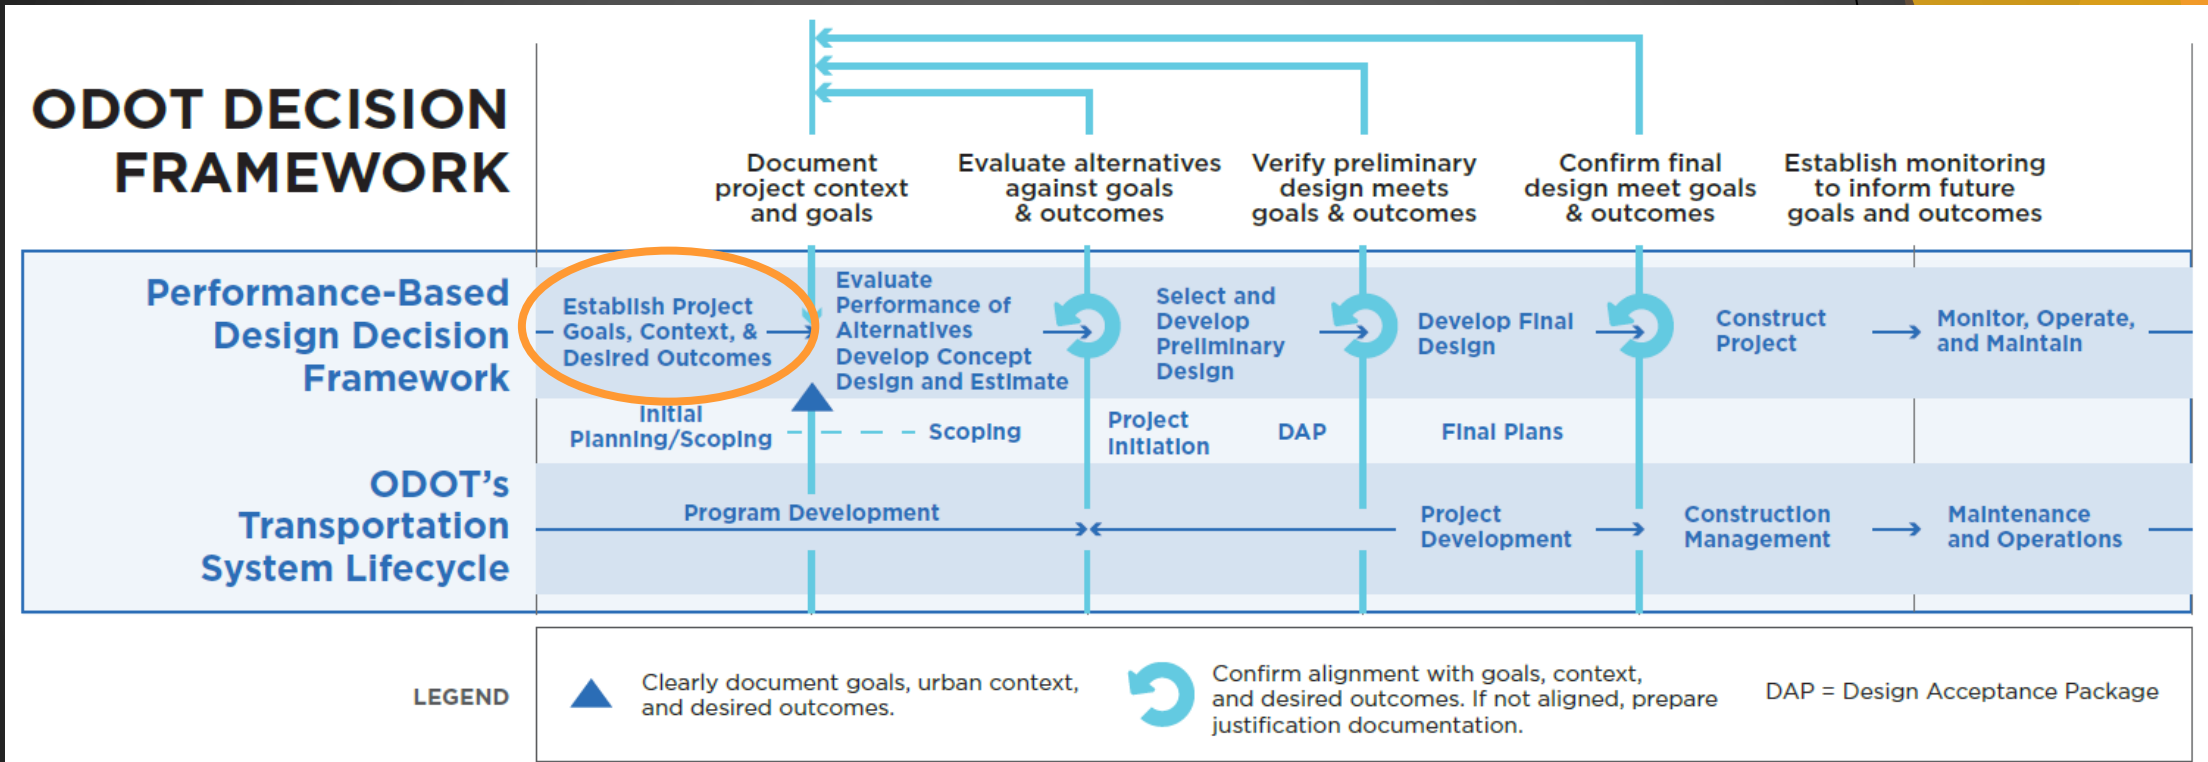 ODOT DECISION
FRAMEWORK
Document
project context
and goals
Evaluate alternatives
against goals
& outcomes
Verify preliminary
design meets
goals & outcomes
Confirm final
design meet goals
& outcomes
Establish monitoring
to inform future
goals and outcomes
Performance-Based
Design Decision
Framework
Establish Project
Goals, Context, &
Desired Outcomes
Evaluate
Performance of
Alternatives
Develop Concept
Design and Estimate
Select and
Develop
Preliminary
Design
Develop Final
Design
Construct
Project
Monitor, Operate,
and Maintain
Initial
Planning/Scoping
Scoping
Project
Initiation
DAP
Final Plans
ODOT's
Transportation
System Lifecycle
Program Development
Project
Development
Construction
Management
Maintenance
and Operations
LEGEND
Clearly document goals, urban context,
and desired outcomes.
Confirm alignment with goals, context,
and desired outcomes. If not aligned, prepare
justification documentation.
DAP = Design Acceptance Package